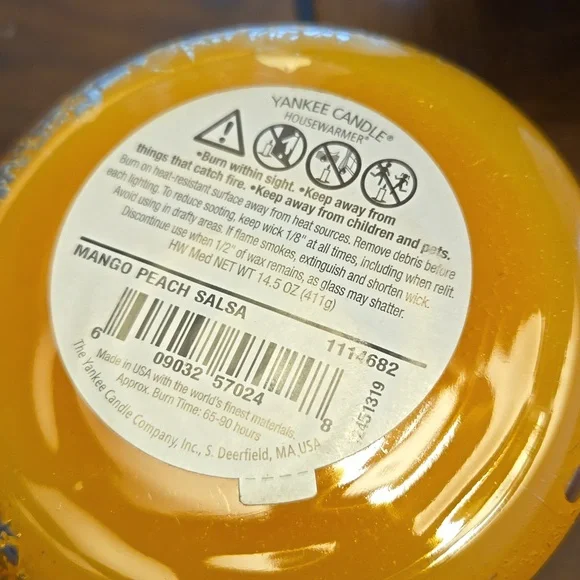 YANKEE CANDLE®
HOUSEWARMER®
•Burn within sight. •Keep away from
things that catch fire. •Keep away from children and pets.
Burn on heat-resistant surface away from heat sources. Remove debris before
each lighting. To reduce sooting, keep wick 1/8" at all times, including when relit.
Avoid using in drafty areas. If flame smokes, extinguish and shorten wick.
Discontinue use when 1/2" of wax remains, as glass may shatter.
HW Med NET WT 14.5 OZ (411g)
MANGO PEACH SALSA 1114682
6 09032 57024 8
2451319
Made in USA with the world's finest materials.
Approx. Burn Time: 65-90 hours
The Yankee Candle Company, Inc., S. Deerfield, MA USA